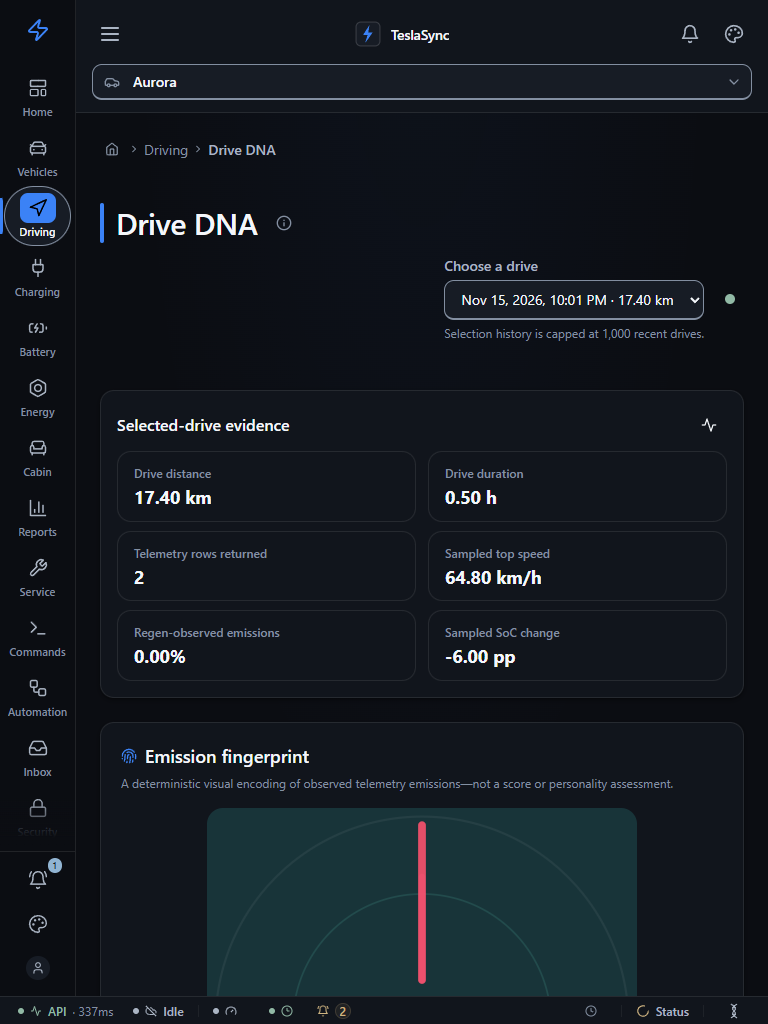 TeslaSync
Aurora
Home
Vehicles
Driving
Charging
Battery
Energy
Cabin
Reports
Service
Commands
Automation
Inbox
Security
1
Driving
Drive DNA
Drive DNA
Choose a drive
Nov 15, 2026, 10:01 PM · 17.40 km
Selection history is capped at 1,000 recent drives.
Selected-drive evidence
Drive distance
17.40 km
Drive duration
0.50 h
Telemetry rows returned
2
Sampled top speed
64.80 km/h
Regen-observed emissions
0.00%
Sampled SoC change
-6.00 pp
Emission fingerprint
A deterministic visual encoding of observed telemetry emissions—not a score or personality assessment.
API · 337ms
Idle
2
Status